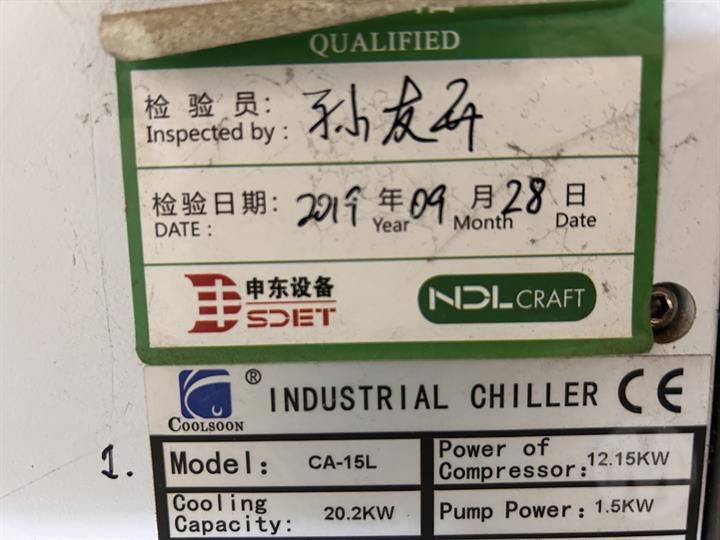 QUALIFIED
检验员:
Inspected by :
孙友
检验日期: 2019 年 09 月 28 日
DATE : Year Month Date
申东设备
SDET
NDL CRAFT
® INDUSTRIAL CHILLER CE
COOLSOON
1. Model: CA-15L
Power of Compressor: 12.15KW
Cooling Capacity: 20.2KW
Pump Power: 1.5KW